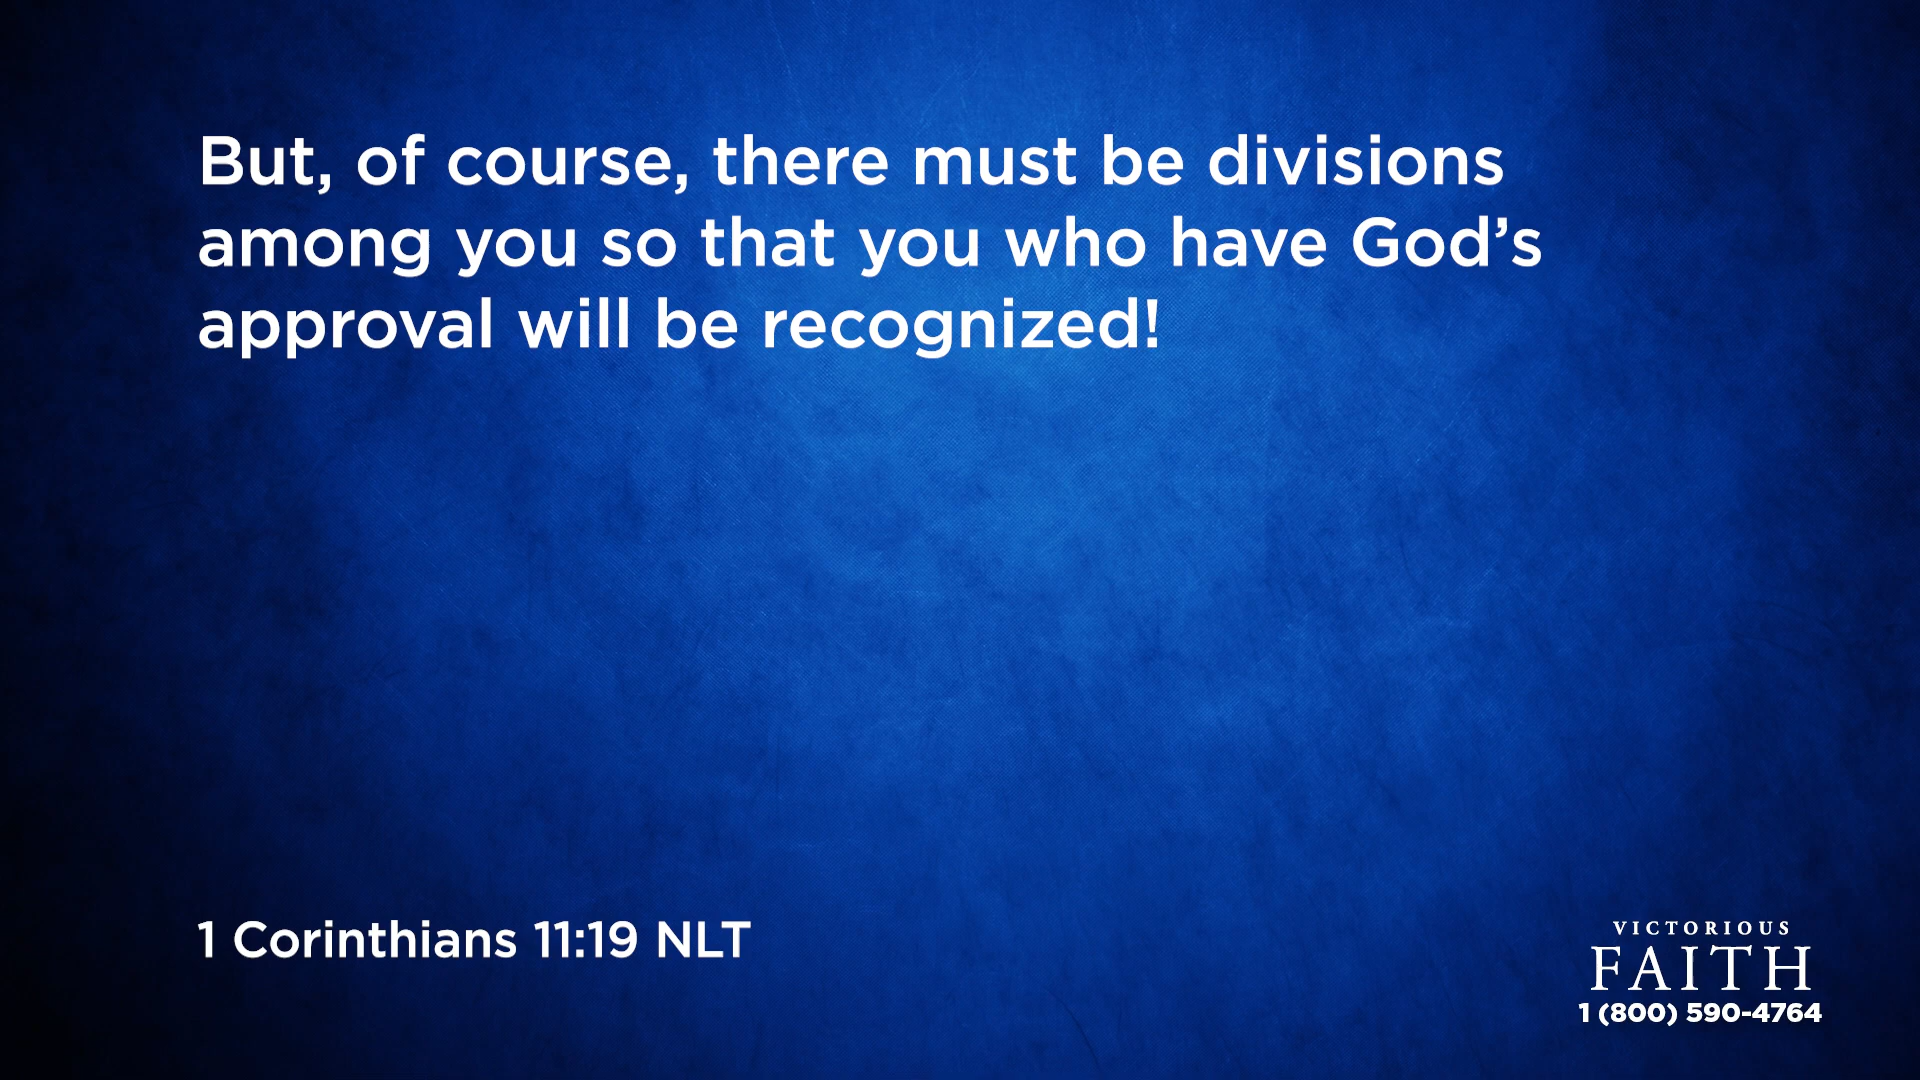 But, of course, there must be divisions
among you so that you who have God’s
approval will be recognized!
1 Corinthians 11:19 NLT
VICTORIOUS
FAITH
1 (800) 590-4764